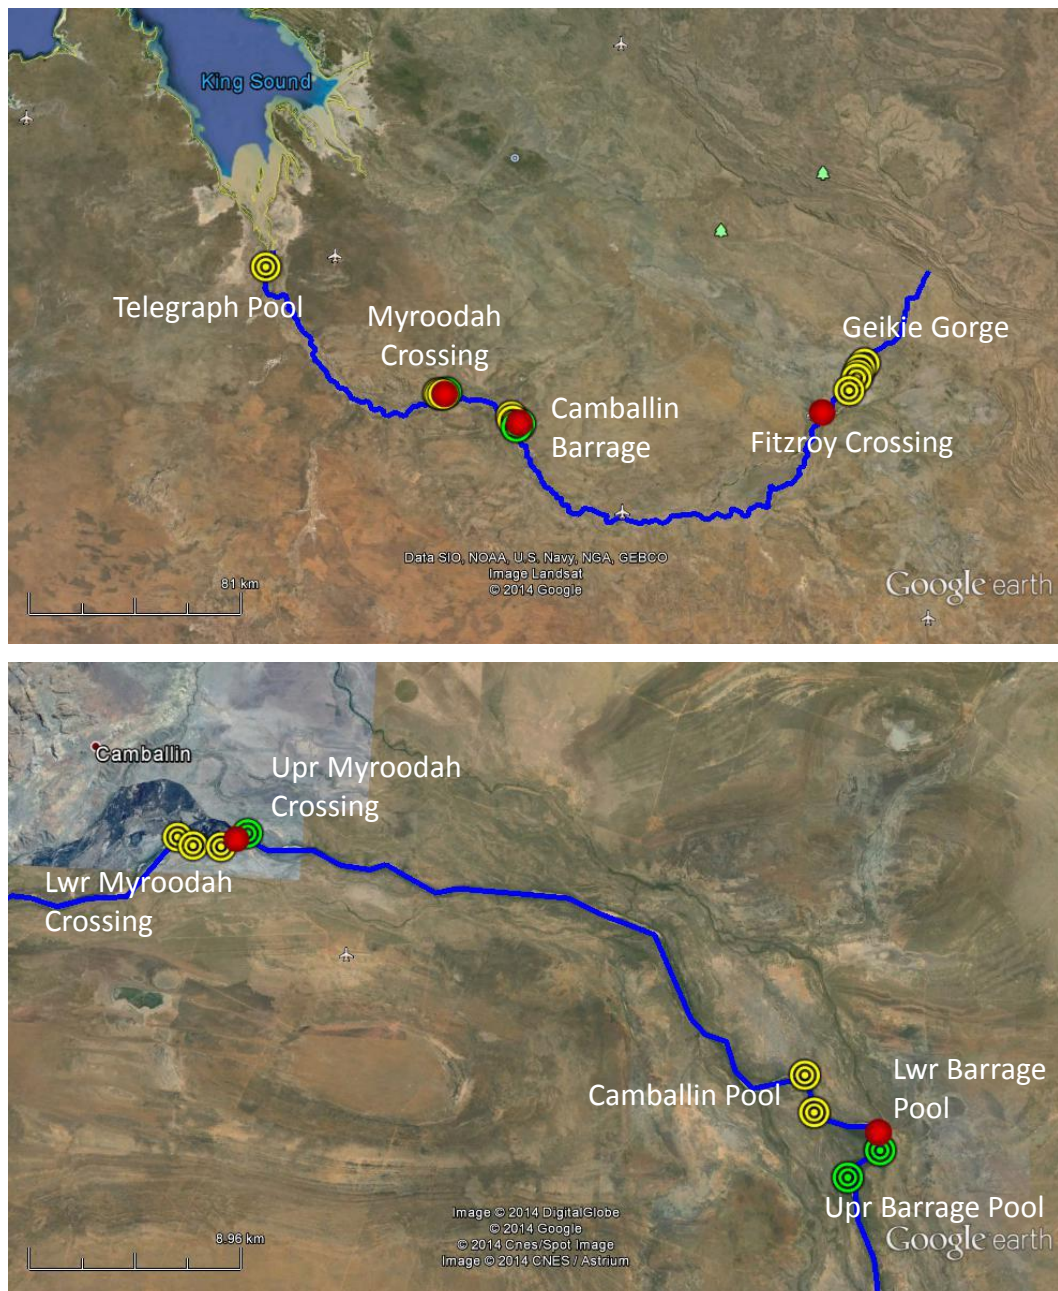 King Sound
Telegraph Pool
Myroodah
Crossing
Geikie Gorge
Camballin
Barrage
Fitzroy Crossing
Data SIO, NOAA, U.S. Navy, NGA, GEBCO
Image Landsat
© 2014 Google
81 km
Google earth
Camballin
Upr Myroodah
Crossing
Lwr Myroodah
Crossing
Camballin Pool
Lwr Barrage
Pool
Upr Barrage Pool
Image © 2014 DigitalGlobe
© 2014 Google
© 2014 Cnes/Spot Image
Image © 2014 CNES / Astrium
8.96 km
Google earth